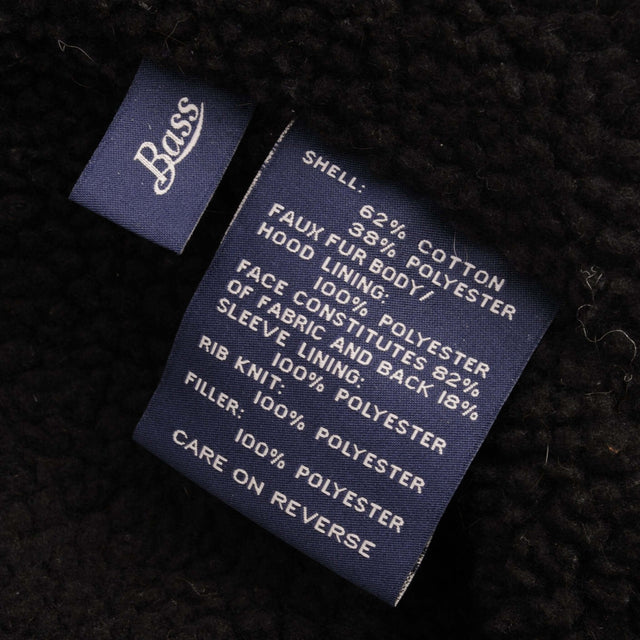 Bass
SHELL:
62% COTTON
38% POLYESTER
FAUX FUR BODY/
HOOD LINING:
100% POLYESTER
FACE CONSTITUTES 82%
OF FABRIC AND BACK 18%
SLEEVE LINING:
100% POLYESTER
RIB KNIT:
100% POLYESTER
FILLER:
100% POLYESTER
CARE ON REVERSE